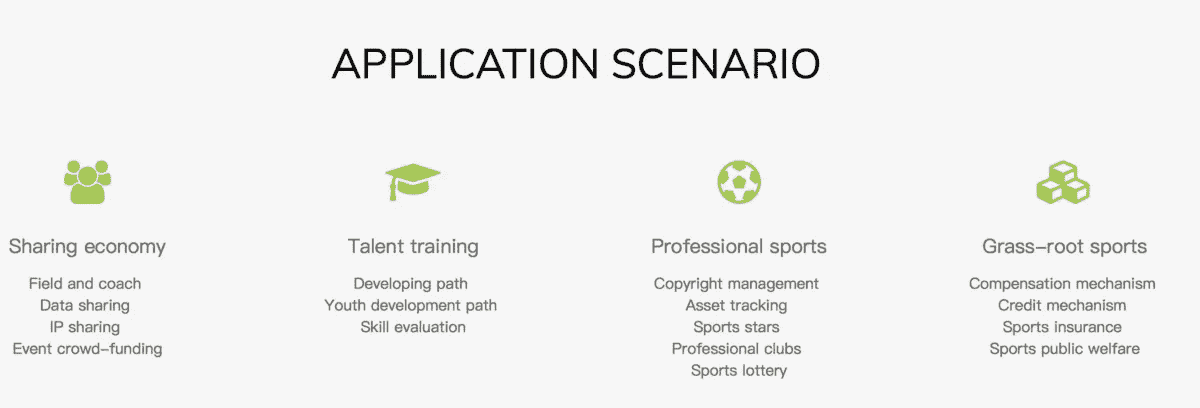 APPLICATION SCENARIO
Sharing economy
Field and coach
Data sharing
IP sharing
Event crowd-funding
Talent training
Developing path
Youth development path
Skill evaluation
Professional sports
Copyright management
Asset tracking
Sports stars
Professional clubs
Sports lottery
Grass-root sports
Compensation mechanism
Credit mechanism
Sports insurance
Sports public welfare